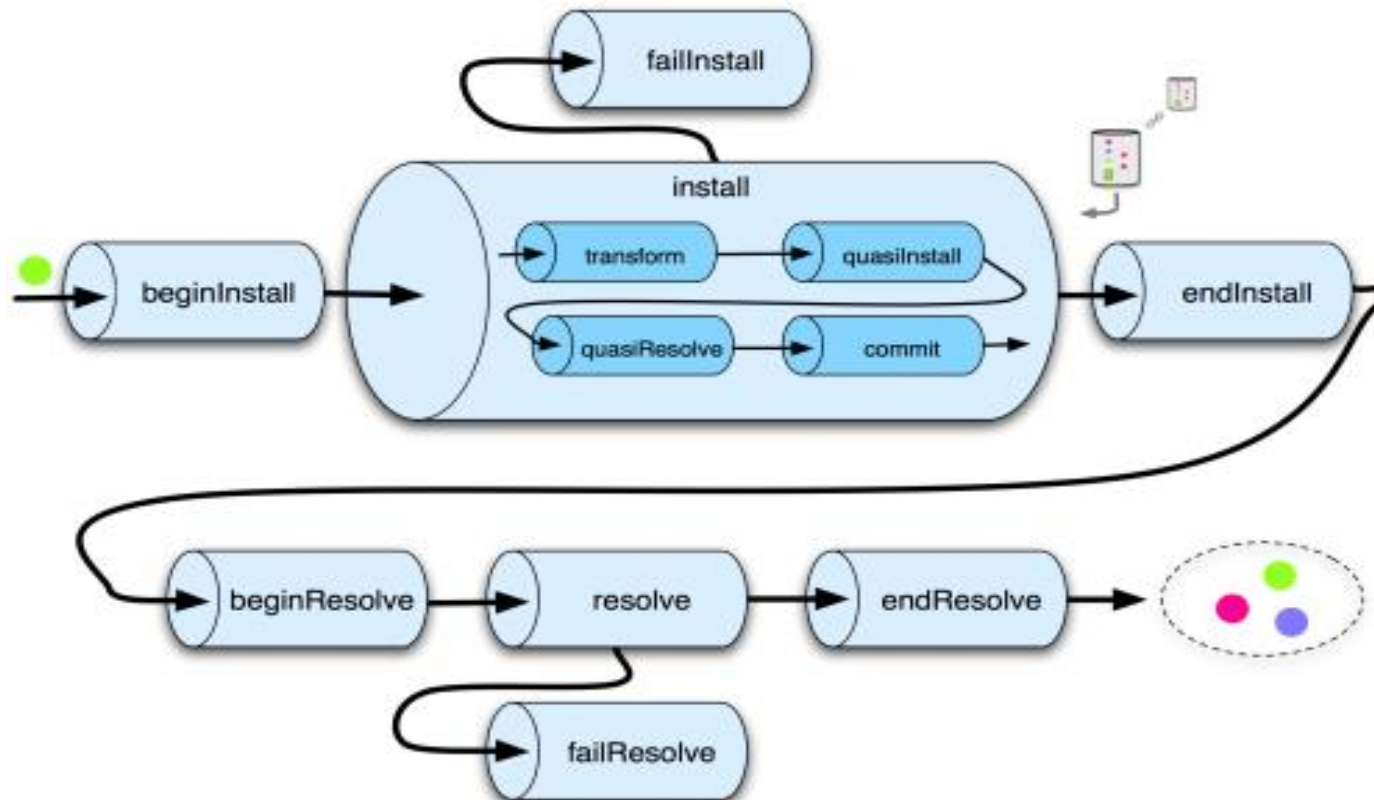 failInstall
install
transform
quasiInstall
beginInstall
endInstall
quasiResolve
commit
beginResolve
resolve
endResolve
failResolve